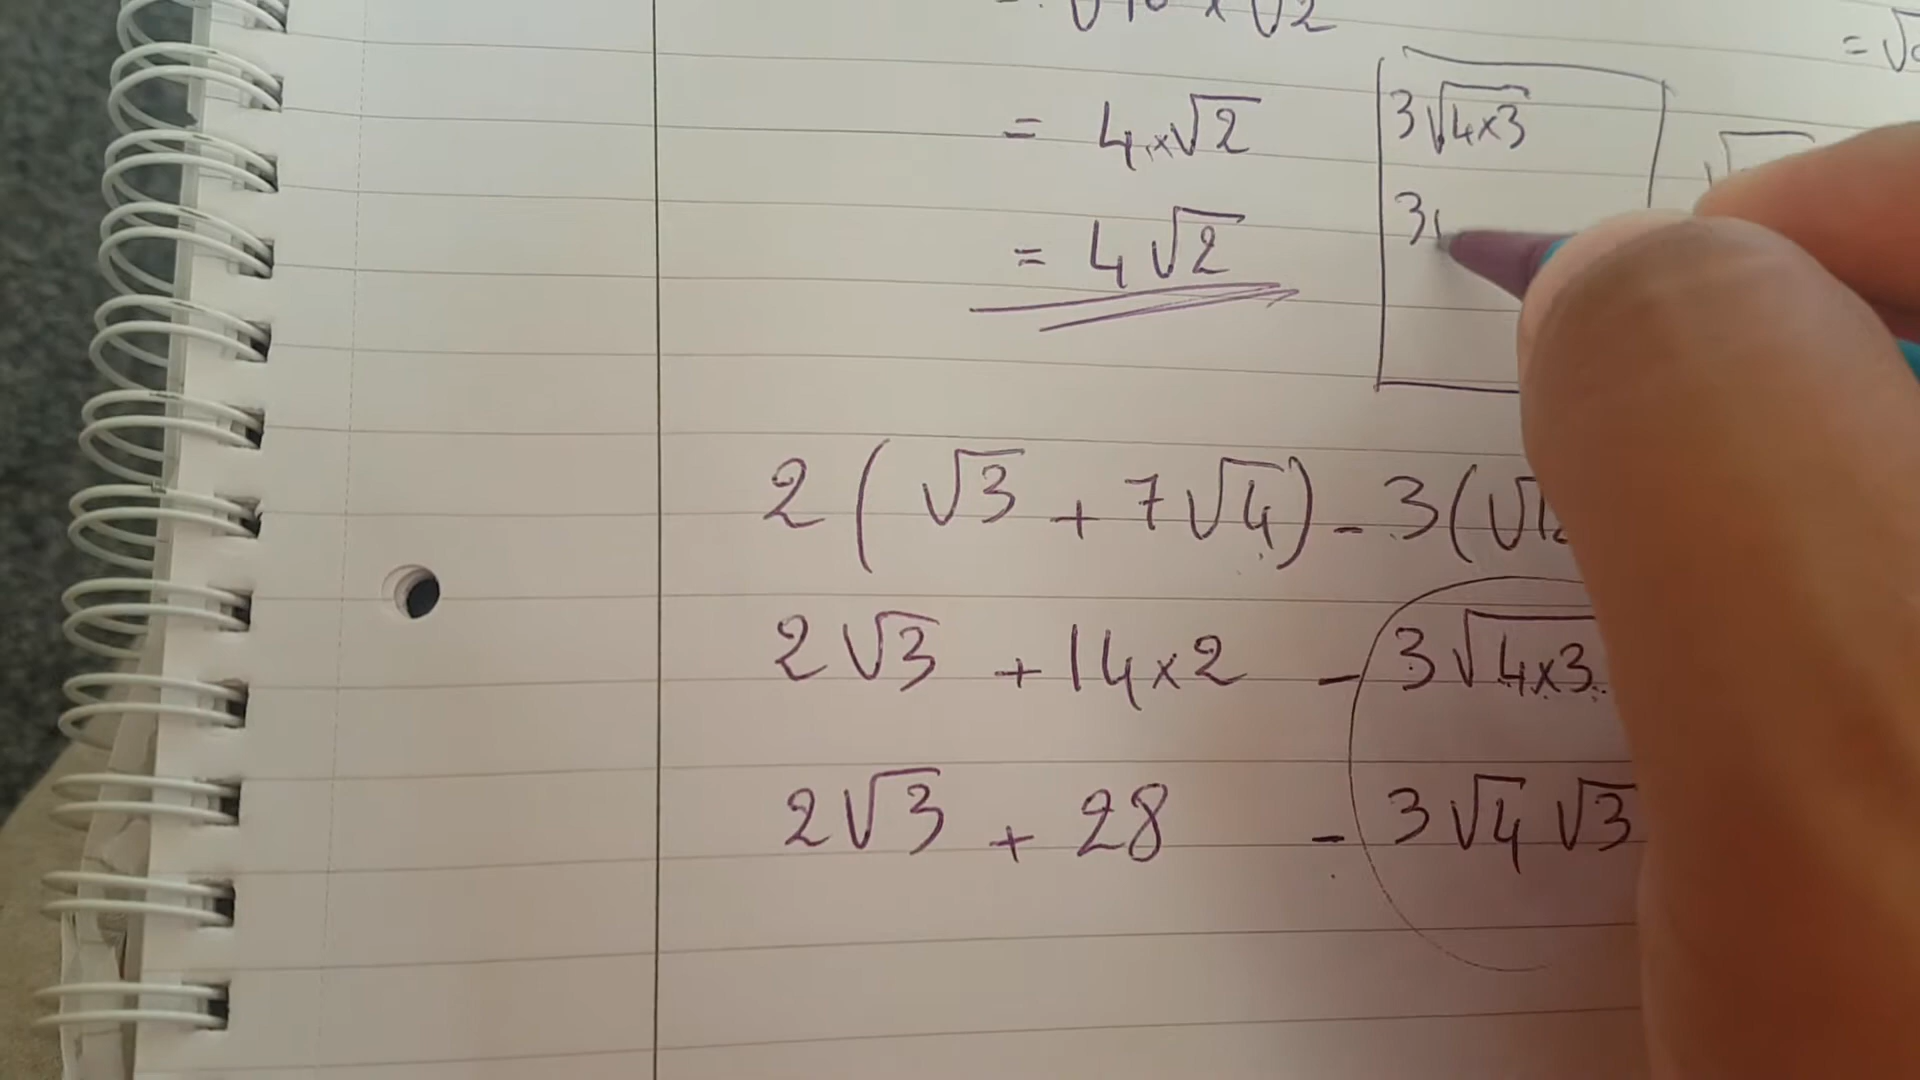 = 4×√2
= 4√2
3√4×3
3
= √
2(√3 + 7√4) - 3(√12
2√3 + 14×2 - 3√4×3
2√3 + 28 - 3√4 √3